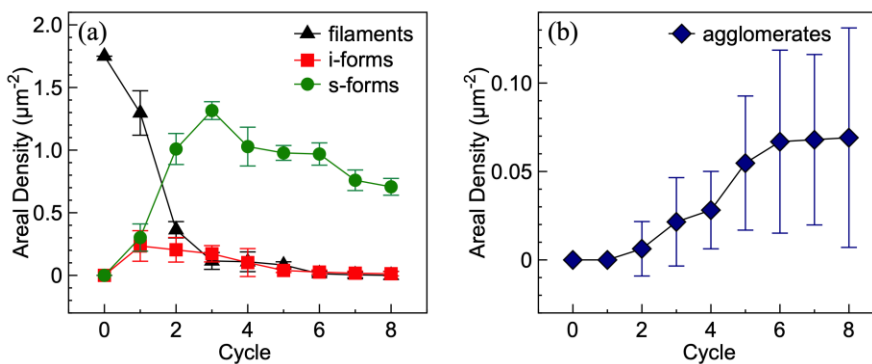 (a)
filaments
i-forms
s-forms
Areal Density (μm⁻²)
2.0
1.5
1.0
0.5
0
0 2 4 6 8
Cycle
(b)
agglomerates
Areal Density (μm⁻²)
0.10
0.05
0
0 2 4 6 8
Cycle